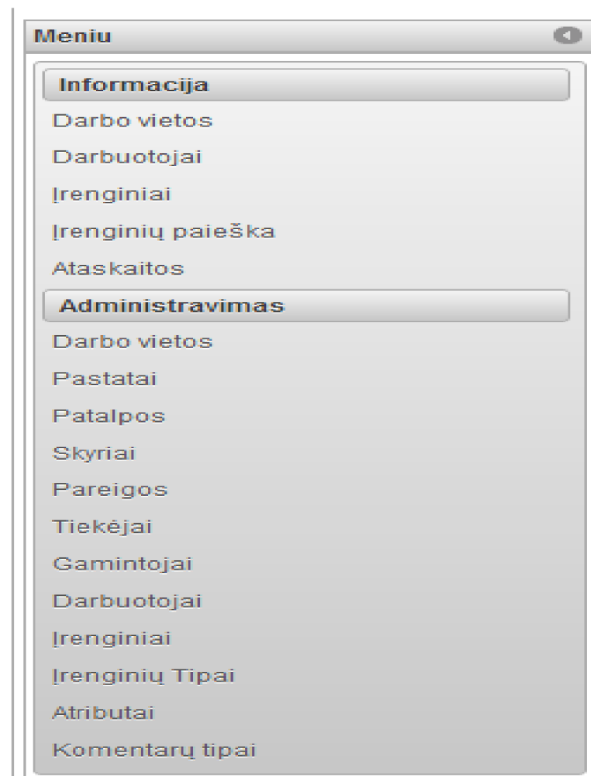 Meniu
Informacija
Darbo vietos
Darbuotojai
Įrenginiai
Įrenginių paieška
Ataskaitos
Administravimas
Darbo vietos
Pastatai
Patalpos
Skyriai
Pareigos
Tiekėjai
Gamintojai
Darbuotojai
Įrenginiai
Įrenginių Tipai
Atributai
Komentarų tipai